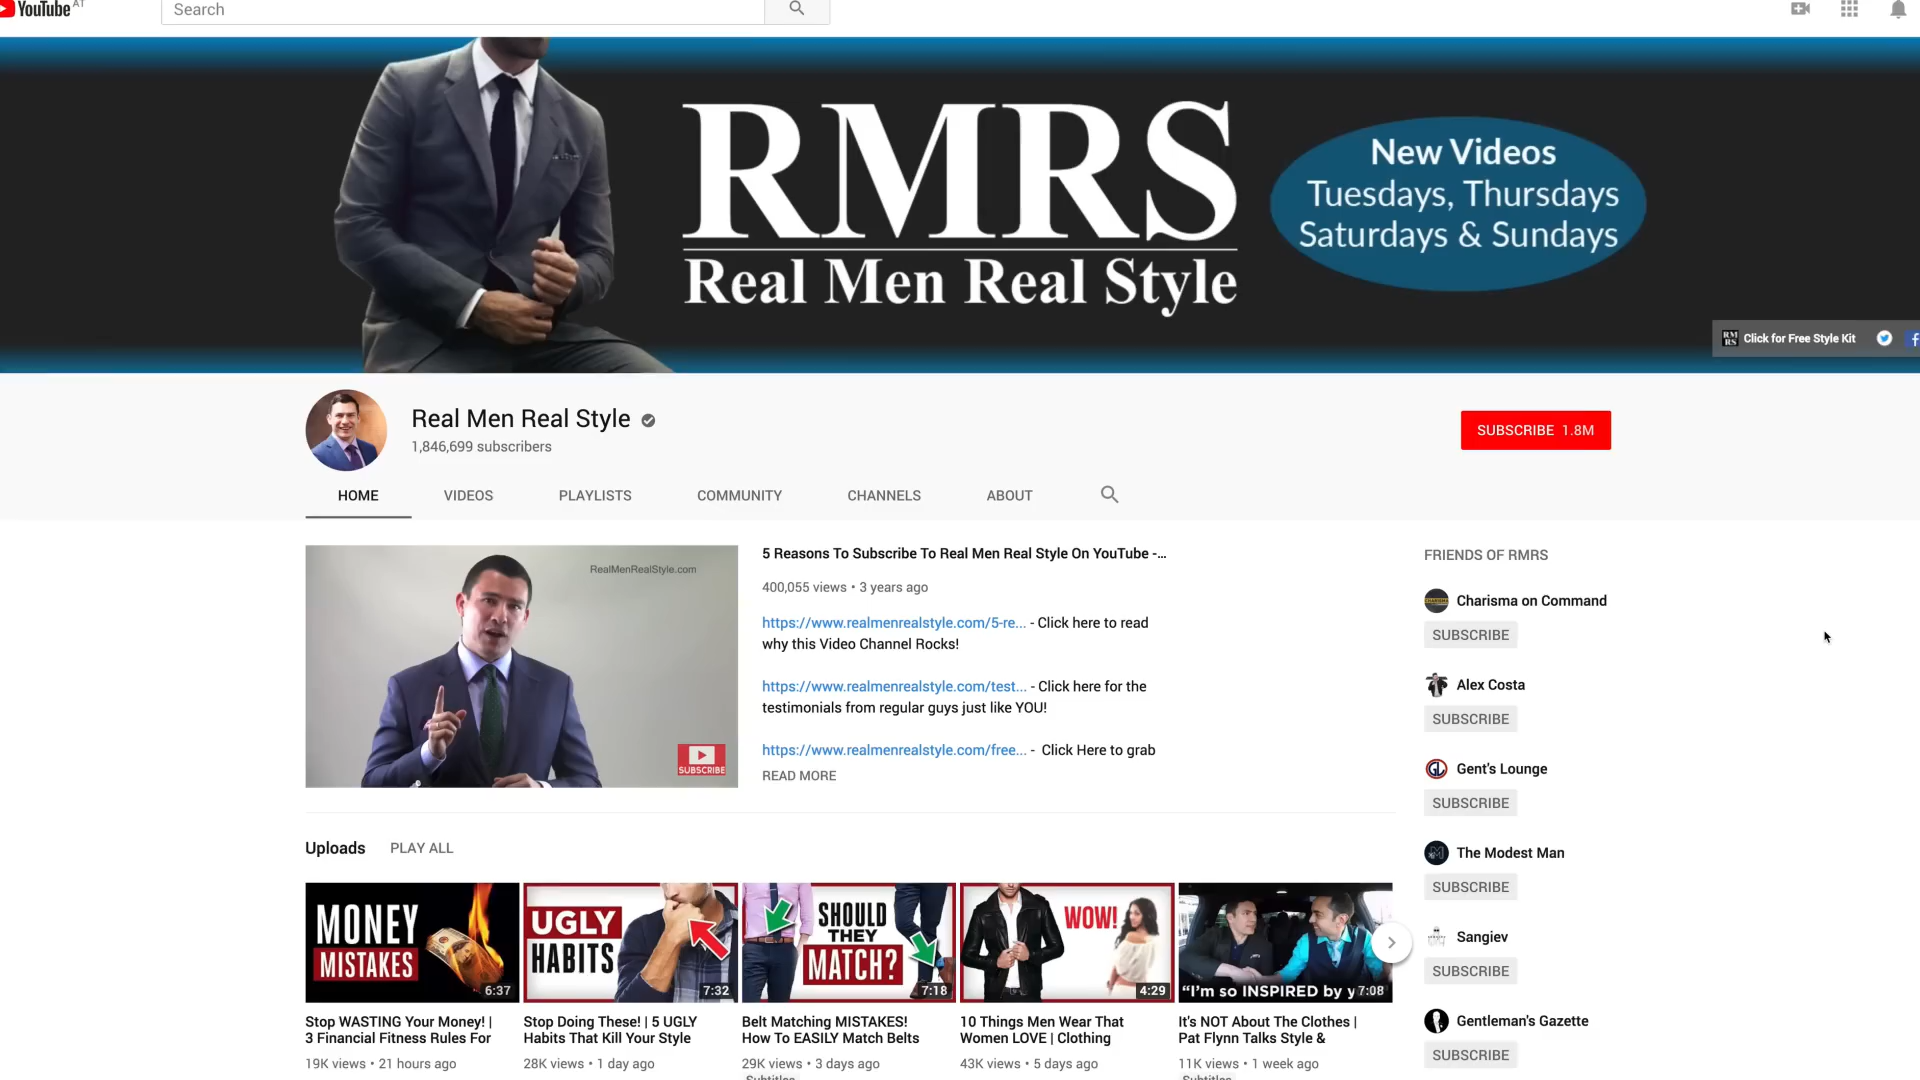 YouTube AT
Search
RMRS
Real Men Real Style
New Videos
Tuesdays, Thursdays
Saturdays & Sundays
RM
RS
Click for Free Style Kit
Real Men Real Style
1,846,699 subscribers
SUBSCRIBE 1.8M
HOME VIDEOS PLAYLISTS COMMUNITY CHANNELS ABOUT
RealMenRealStyle.com
SUBSCRIBE
5 Reasons To Subscribe To Real Men Real Style On YouTube -...
400,055 views • 3 years ago
https://www.realmenrealstyle.com/5-re... - Click here to read
why this Video Channel Rocks!
https://www.realmenrealstyle.com/test... - Click here for the
testimonials from regular guys just like YOU!
https://www.realmenrealstyle.com/free... - Click Here to grab
READ MORE
FRIENDS OF RMRS
Charisma on Command
SUBSCRIBE
Alex Costa
SUBSCRIBE
GL
Gent's Lounge
SUBSCRIBE
The Modest Man
SUBSCRIBE
Sangiev
SUBSCRIBE
Gentleman's Gazette
SUBSCRIBE
Uploads PLAY ALL
MONEY
MISTAKES
6:37
Stop WASTING Your Money! |
3 Financial Fitness Rules For
19K views • 21 hours ago
UGLY
HABITS
7:32
Stop Doing These! | 5 UGLY
Habits That Kill Your Style
28K views • 1 day ago
SHOULD
THEY
MATCH?
7:18
Belt Matching MISTAKES!
How To EASILY Match Belts
29K views • 3 days ago
Subtitles
WOW!
4:29
10 Things Men Wear That
Women LOVE | Clothing
43K views • 5 days ago
"I'm so INSPIRED by y
7:08
It's NOT About The Clothes |
Pat Flynn Talks Style &
11K views • 1 week ago
Subtitles